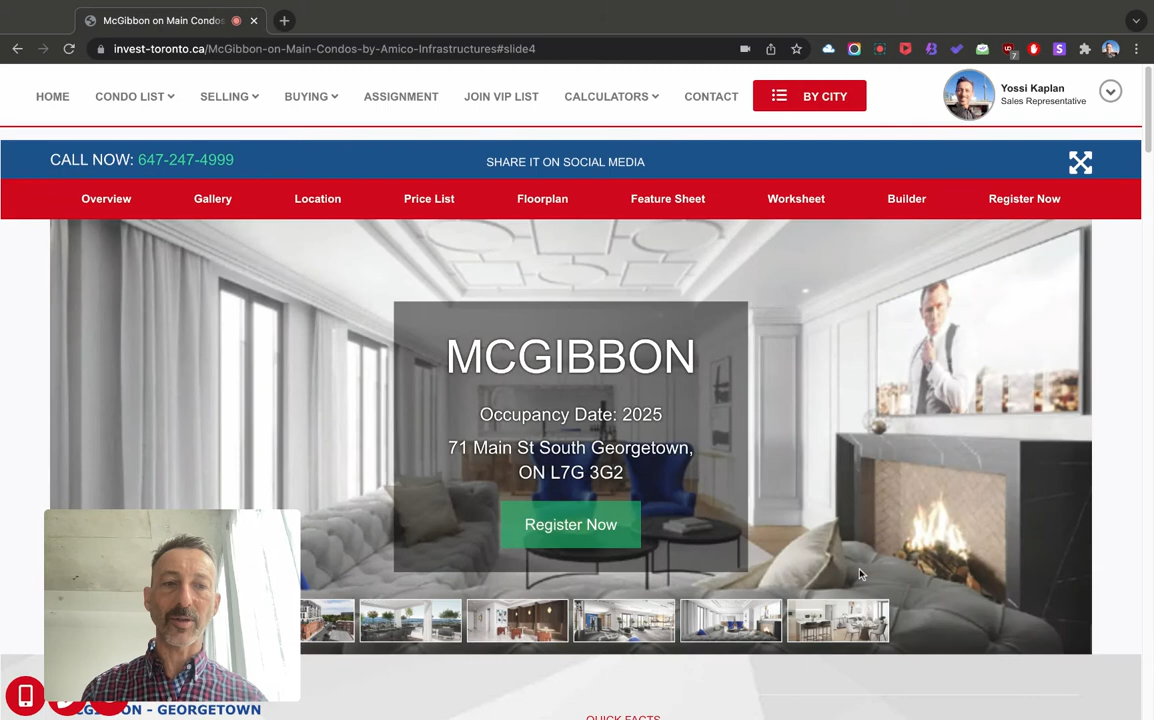 McGibbon on Main Condos
invest-toronto.ca/McGibbon-on-Main-Condos-by-Amico-Infrastructures#slide4
7
HOME
CONDO LIST
SELLING
BUYING
ASSIGNMENT
JOIN VIP LIST
CALCULATORS
CONTACT
BY CITY
Yossi Kaplan
Sales Representative
CALL NOW: 647-247-4999
SHARE IT ON SOCIAL MEDIA
Overview
Gallery
Location
Price List
Floorplan
Feature Sheet
Worksheet
Builder
Register Now
MCGIBBON
Occupancy Date: 2025
71 Main St South Georgetown,
ON L7G 3G2
Register Now
ON - GEORGETOWN
QUICK FACTS